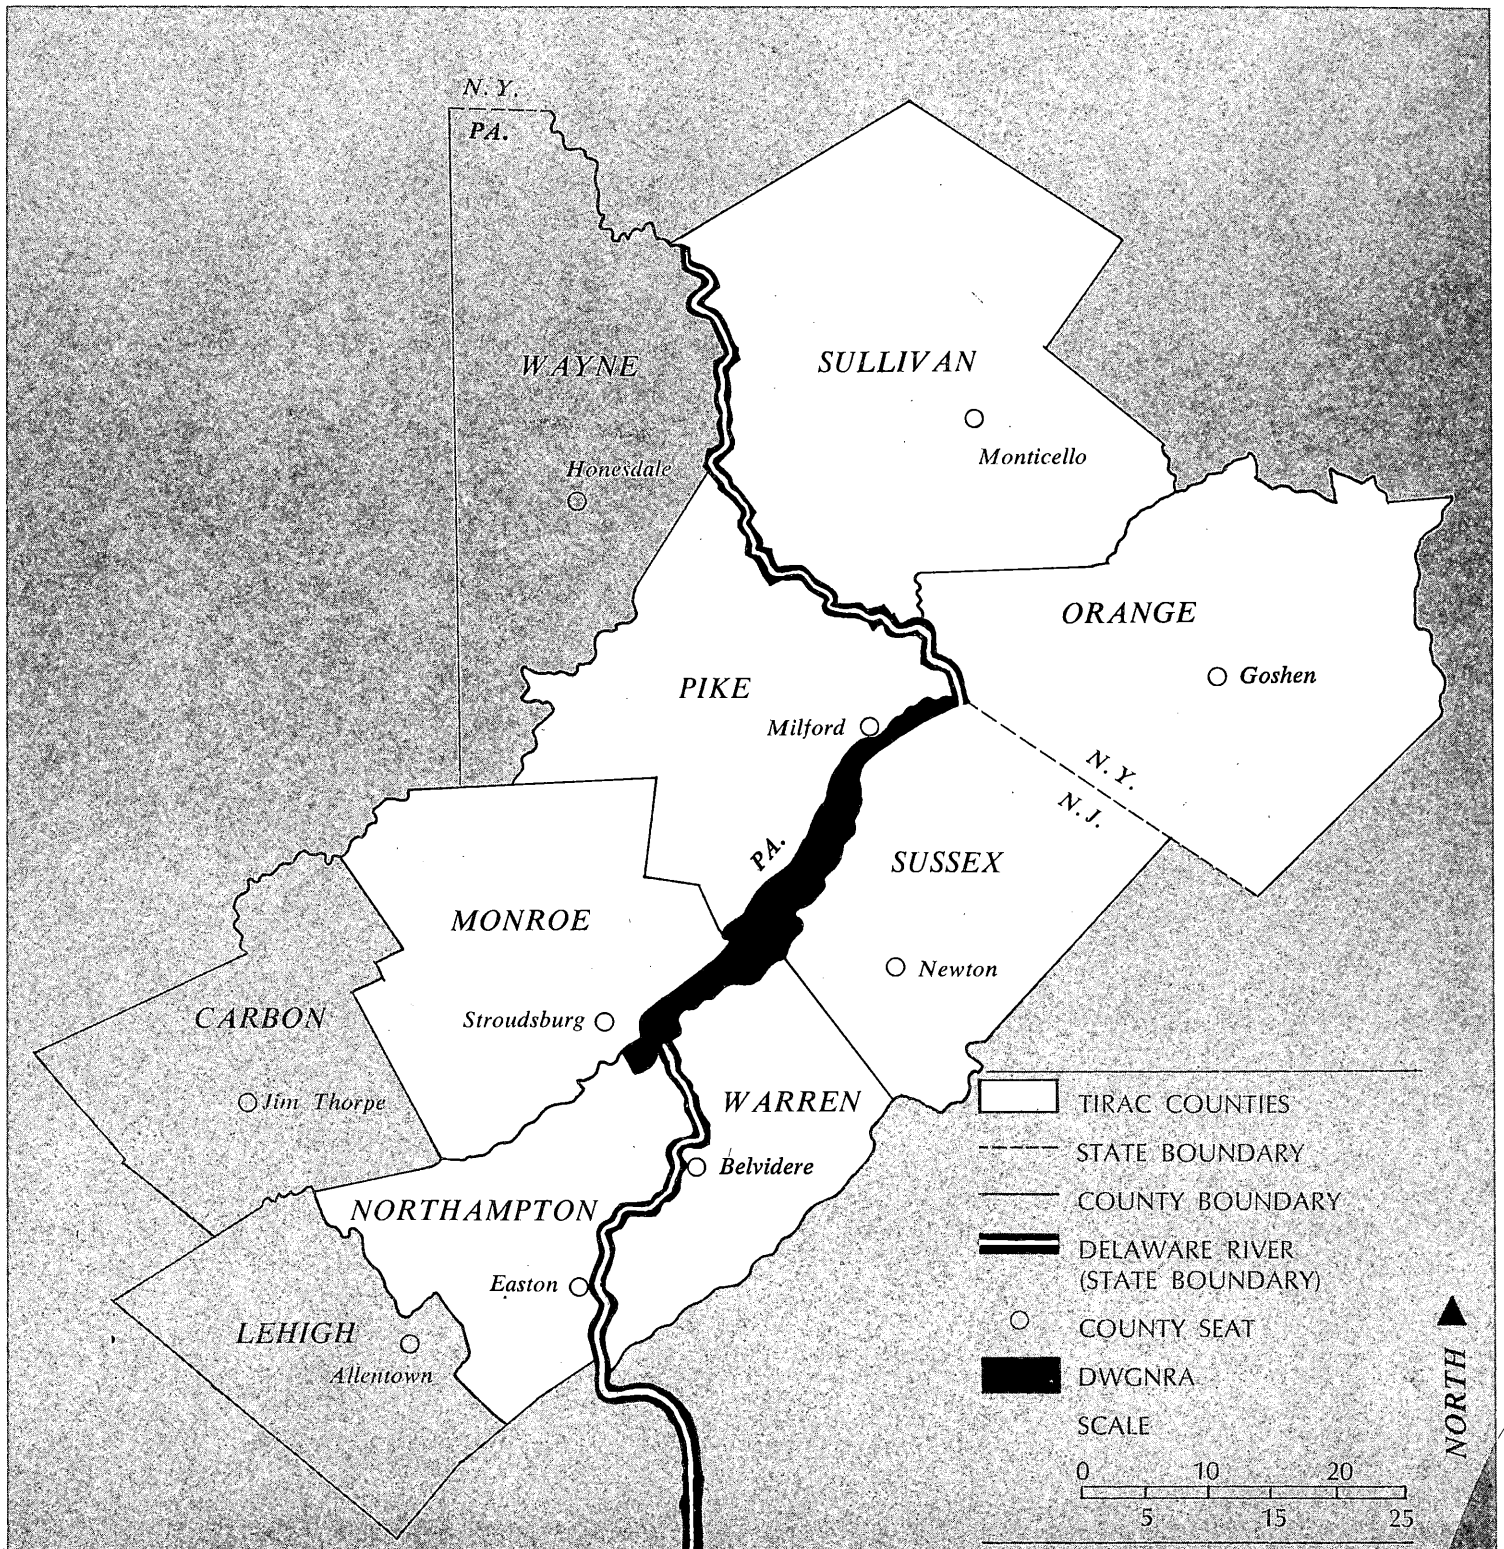 N. Y.
PA.
WAYNE
SULLIVAN
Monticello
Honesdale
ORANGE
Goshen
PIKE
Milford
N. Y.
N. J.
PA.
SUSSEX
MONROE
Newton
Stroudsburg
CARBON
Jim Thorpe
WARREN
Belvidere
NORTHAMPTON
Easton
LEHIGH
Allentown
TIRAC COUNTIES
STATE BOUNDARY
COUNTY BOUNDARY
DELAWARE RIVER
(STATE BOUNDARY)
COUNTY SEAT
DWGNRA
SCALE
0 10 20
5 15 25
NORTH